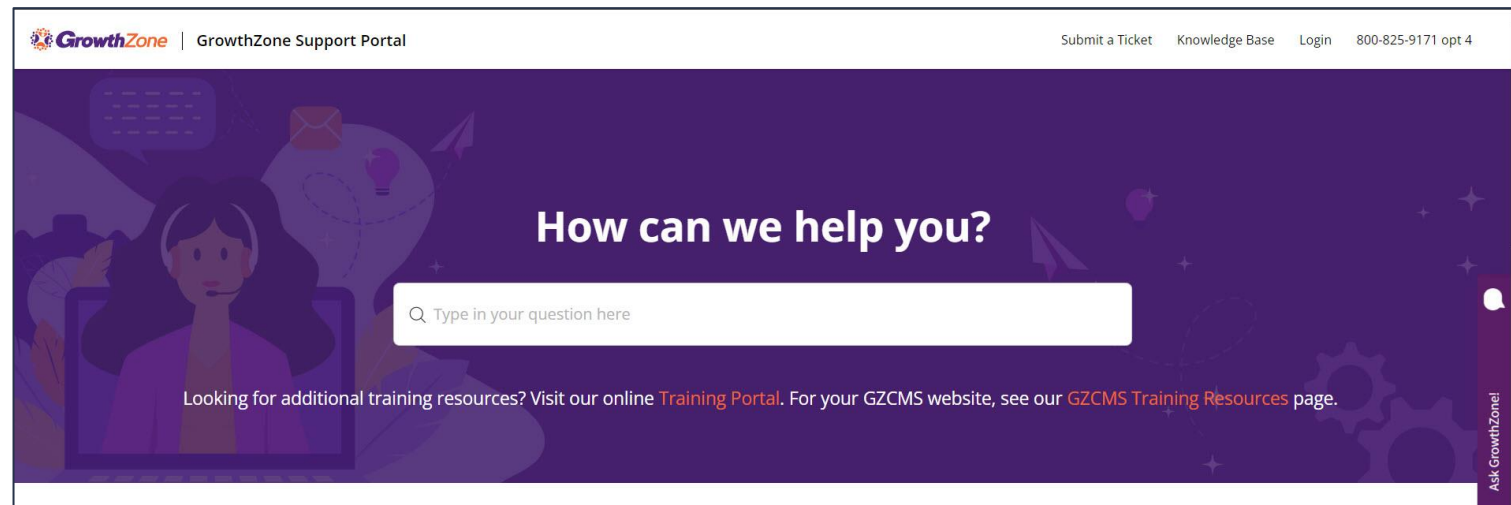 GrowthZone | GrowthZone Support Portal
Submit a Ticket Knowledge Base Login 800-825-9171 opt 4
How can we help you?
Type in your question here
Looking for additional training resources? Visit our online Training Portal. For your GZCMS website, see our GZCMS Training Resources page.
Ask GrowthZone!